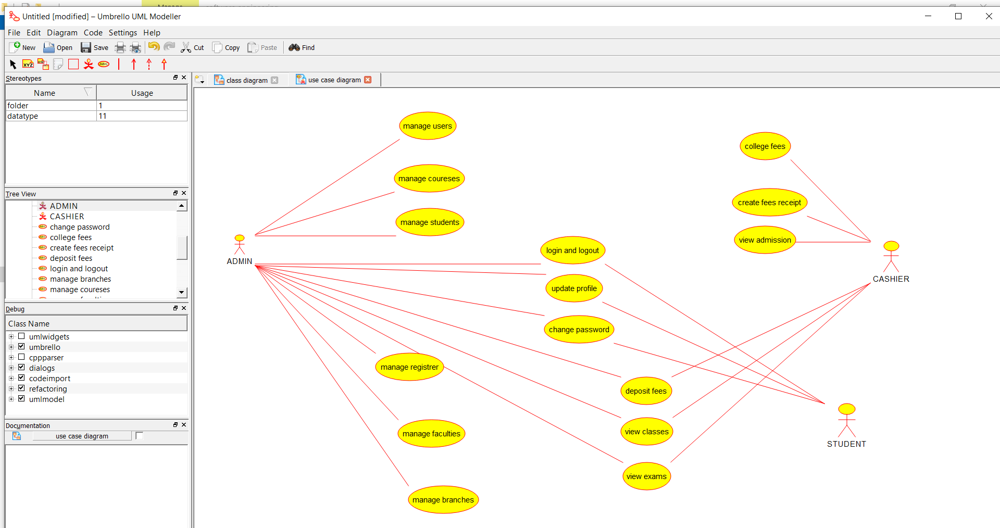 Untitled [modified] – Umbrello UML Modeller
File Edit Diagram Code Settings Help
New Open Save Cut Copy Paste Find
XYZ XYZ ABC
Stereotypes
Name Usage
folder 1
datatype 11
Tree View
ADMIN
CASHIER
change password
college fees
create fees receipt
deposit fees
login and logout
manage branches
manage coureses
Debug
Class Name
umlwidgets
umbrello
cppparser
dialogs
codeimport
refactoring
umlmodel
Documentation
use case diagram
class diagram use case diagram
manage users
manage coureses
manage students
ADMIN
login and logout
update profile
change password
manage registrer
manage faculties
manage branches
deposit fees
view classes
view exams
college fees
create fees receipt
view admission
CASHIER
STUDENT